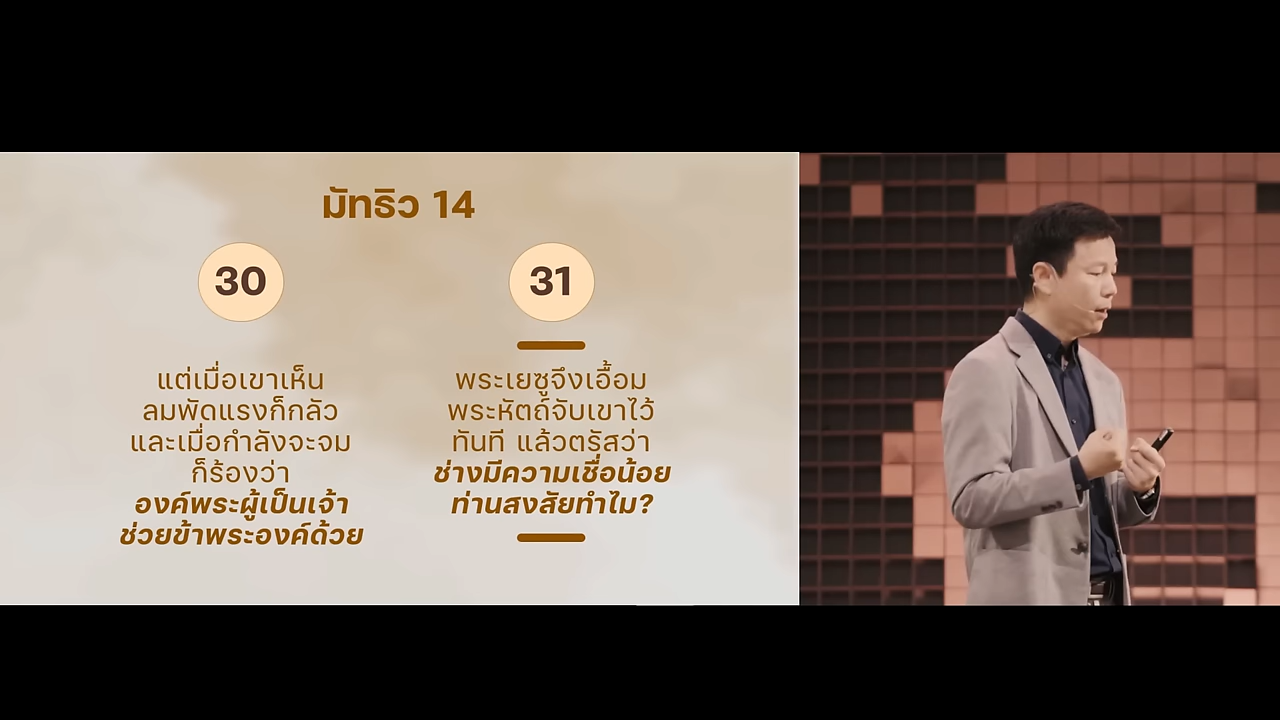 มัทธิว 14
30
แต่เมื่อเขาเห็น
ลมพัดแรงก็กลัว
และเมื่อกำลังจะจม
ก็ร้องว่า
องค์พระผู้เป็นเจ้า
ช่วยข้าพระองค์ด้วย
31
พระเยซูจึงเอื้อม
พระหัตถ์จับเขาไว้
ทันที แล้วตรัสว่า
ช่างมีความเชื่อน้อย
ท่านสงสัยทำไม?